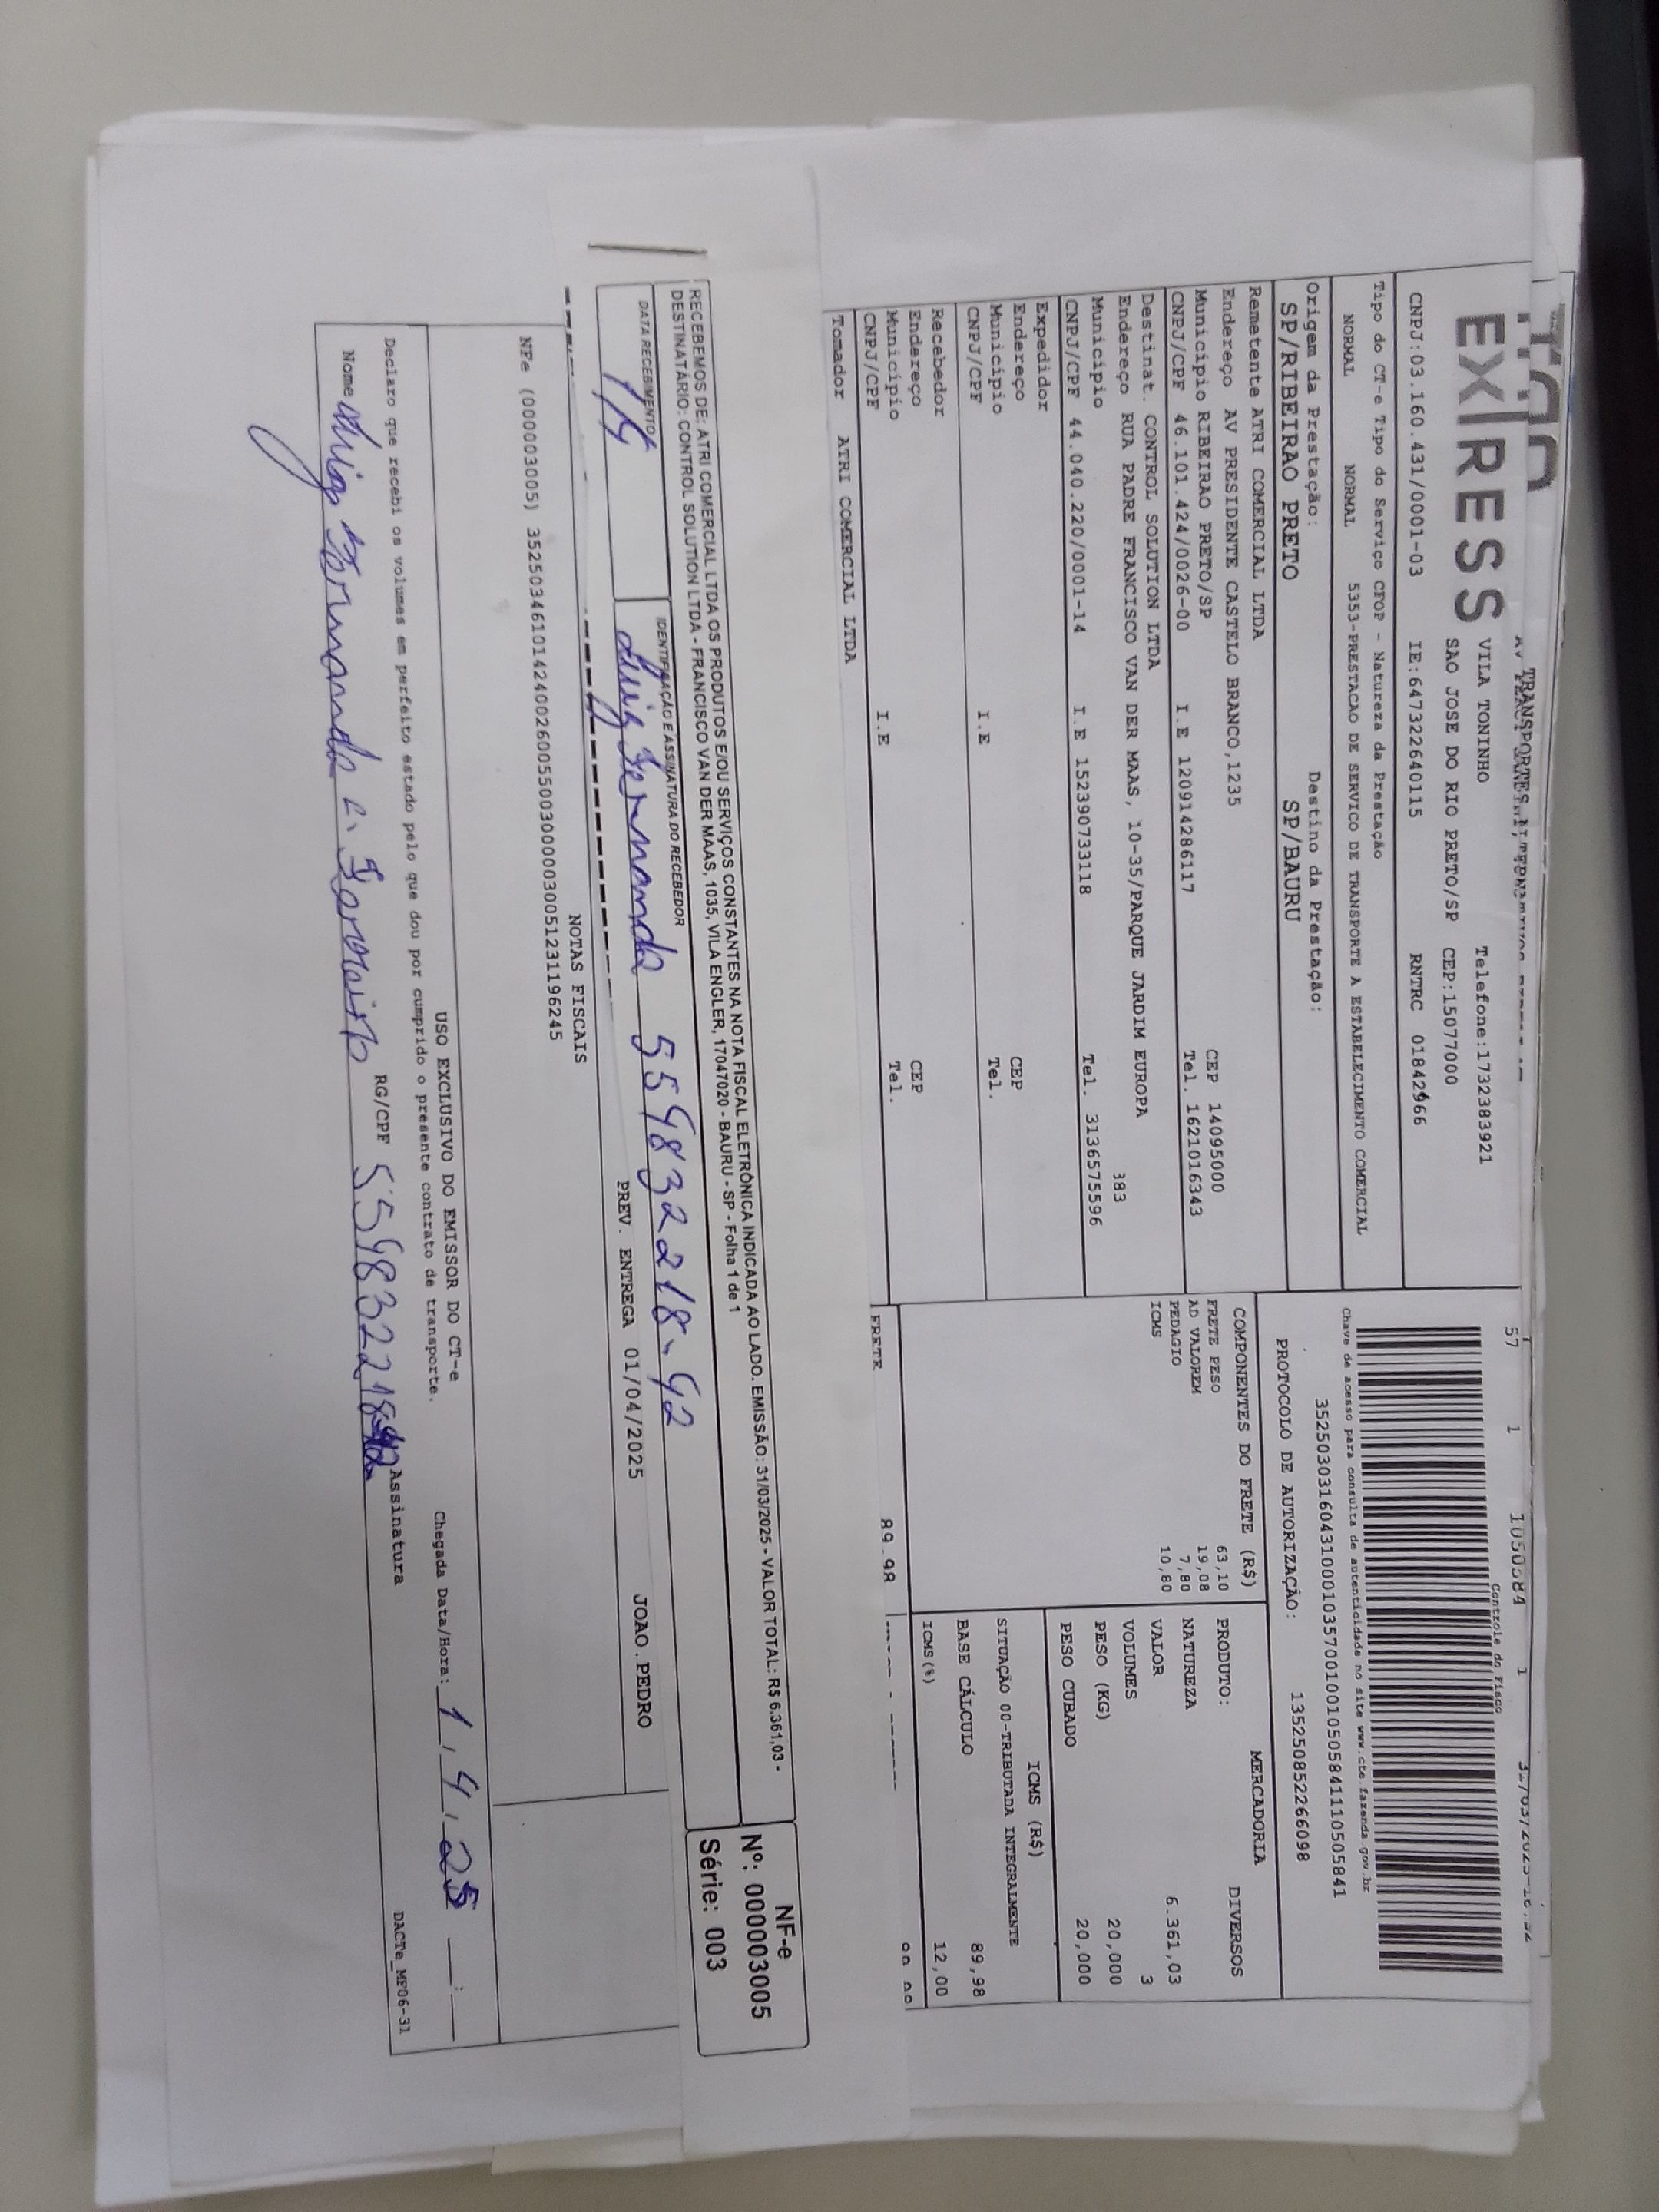 EXPRESS
VILA TONINHO Telefone:1732383921
SAO JOSE DO RIO PRETO/SP CEP:15077000
CNPJ:03.160.431/0001-03 IE:647322640115 RNTRC 01842966
57 1 105084 1
Controle do Fisco
Chave de acesso para consulta de autenticidade no site www.cte.fazenda.gov.br
PROTOCOLO DE AUTORIZAÇÃO: 135250852266098
Tipo do CT-e Tipo do Serviço CFOP - Natureza da Prestação
NORMAL NORMAL 5353-PRESTACAO DE SERVICO DE TRANSPORTE A ESTABELECIMENTO COMERCIAL
Origem da Prestação: Destino da Prestação:
SP/RIBEIRAO PRETO SP/BAURU
Remetente ATRI COMERCIAL LTDA
Endereço AV PRESIDENTE CASTELO BRANCO,1235 CEP 14095000
Município RIBEIRAO PRETO/SP Tel. 1621016343
CNPJ/CPF 46.101.424/0026-00 I.E 120914286117
Destinat. CONTROL SOLUTION LTDA
Endereço RUA PADRE FRANCISCO VAN DER MAAS, 10-35/PARQUE JARDIM EUROPA
Município 383
CNPJ/CPF 44.040.220/0001-14 I.E 152390733118 Tel. 3136575596
Expedidor
Endereço CEP
Município Tel.
CNPJ/CPF I.E
Recebedor
Endereço CEP
Município Tel.
CNPJ/CPF I.E
Tomador ATRI COMERCIAL LTDA
COMPONENTES DO FRETE (R$)
FRETE PESO 63,10
AD VALOREM 19,08
PEDAGIO 7,80
ICMS 10,80
FRETE 89.98
MERCADORIA
PRODUTO: DIVERSOS
NATUREZA
VALOR 6.361,03
VOLUMES 3
PESO (KG) 20,000
PESO CUBADO 20,000
ICMS (R$)
SITUAÇÃO 00-TRIBUTADA INTEGRALMENTE
BASE CÁLCULO 89,98
ICMS(%) 12,00
RECEBEMOS DE: ATRI COMERCIAL LTDA OS PRODUTOS E/OU SERVIÇOS CONSTANTES NA NOTA FISCAL ELETRÔNICA INDICADA AO LADO. EMISSÃO: 31/03/2025 - VALOR TOTAL: R$ 6.361,03 -
DESTINATÁRIO: CONTROL SOLUTION LTDA - FRANCISCO VAN DER MAAS, 1035, VILA ENGLER, 17047020 - BAURU - SP - Folha 1 de 1
NF-e
Nº: 000003005
Série: 003
DATA RECEBIMENTO IDENTIFICAÇÃO E ASSINATURA DO RECEBEDOR
1/4 Luiz Fernando 559832218-92
PREV. ENTREGA 01/04/2025 JOAO.PEDRO
NOTAS FISCAIS
NFe (000003005) 35250346101424002600550030000030051231196245
USO EXCLUSIVO DO EMISSOR DO CT-e
Declaro que recebi os volumes em perfeito estado pelo que dou por cumprido o presente contrato de transporte. Chegada Data/Hora: 1, 4, 25 __:__
Nome Luiz Fernando RG/CPF 559832218 Assinatura
DACTe_MF06-31